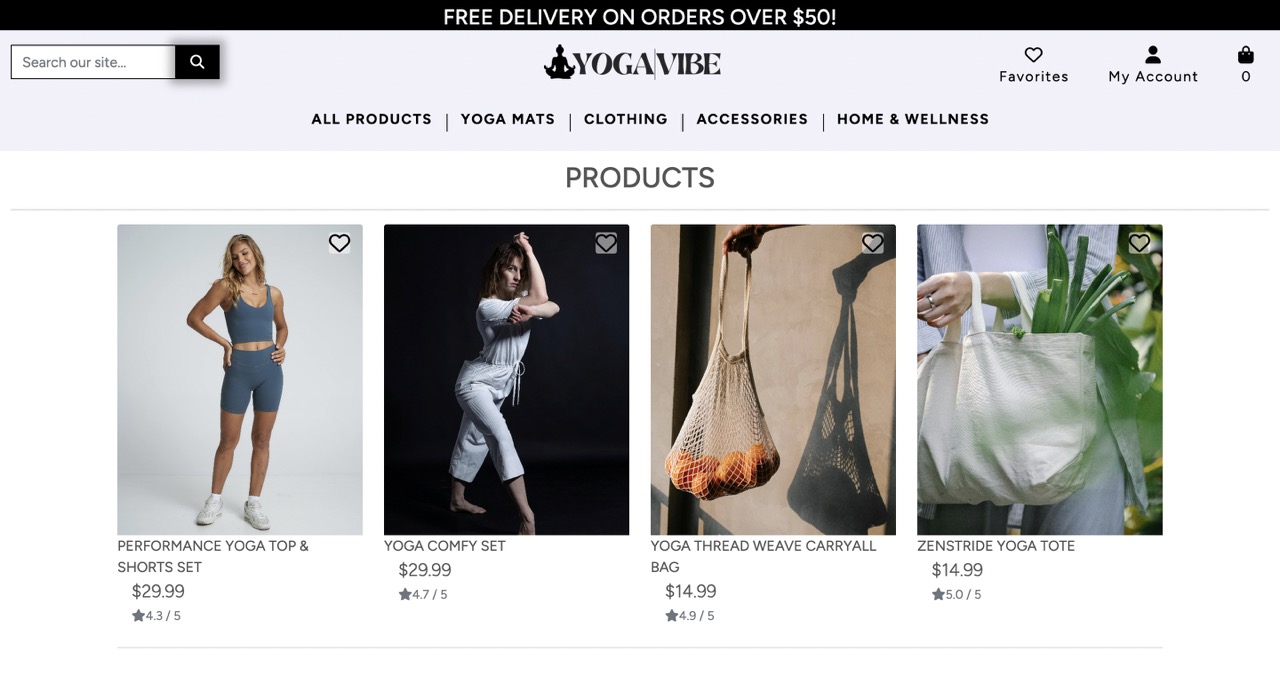 FREE DELIVERY ON ORDERS OVER $50!
Search our site...
YOGA VIBE
Favorites
My Account
0
ALL PRODUCTS
YOGA MATS
CLOTHING
ACCESSORIES
HOME & WELLNESS
PRODUCTS
PERFORMANCE YOGA TOP &
SHORTS SET
$29.99
4.3 / 5
YOGA COMFY SET
$29.99
4.7 / 5
YOGA THREAD WEAVE CARRYALL
BAG
$14.99
4.9 / 5
ZENSTRIDE YOGA TOTE
$14.99
5.0 / 5